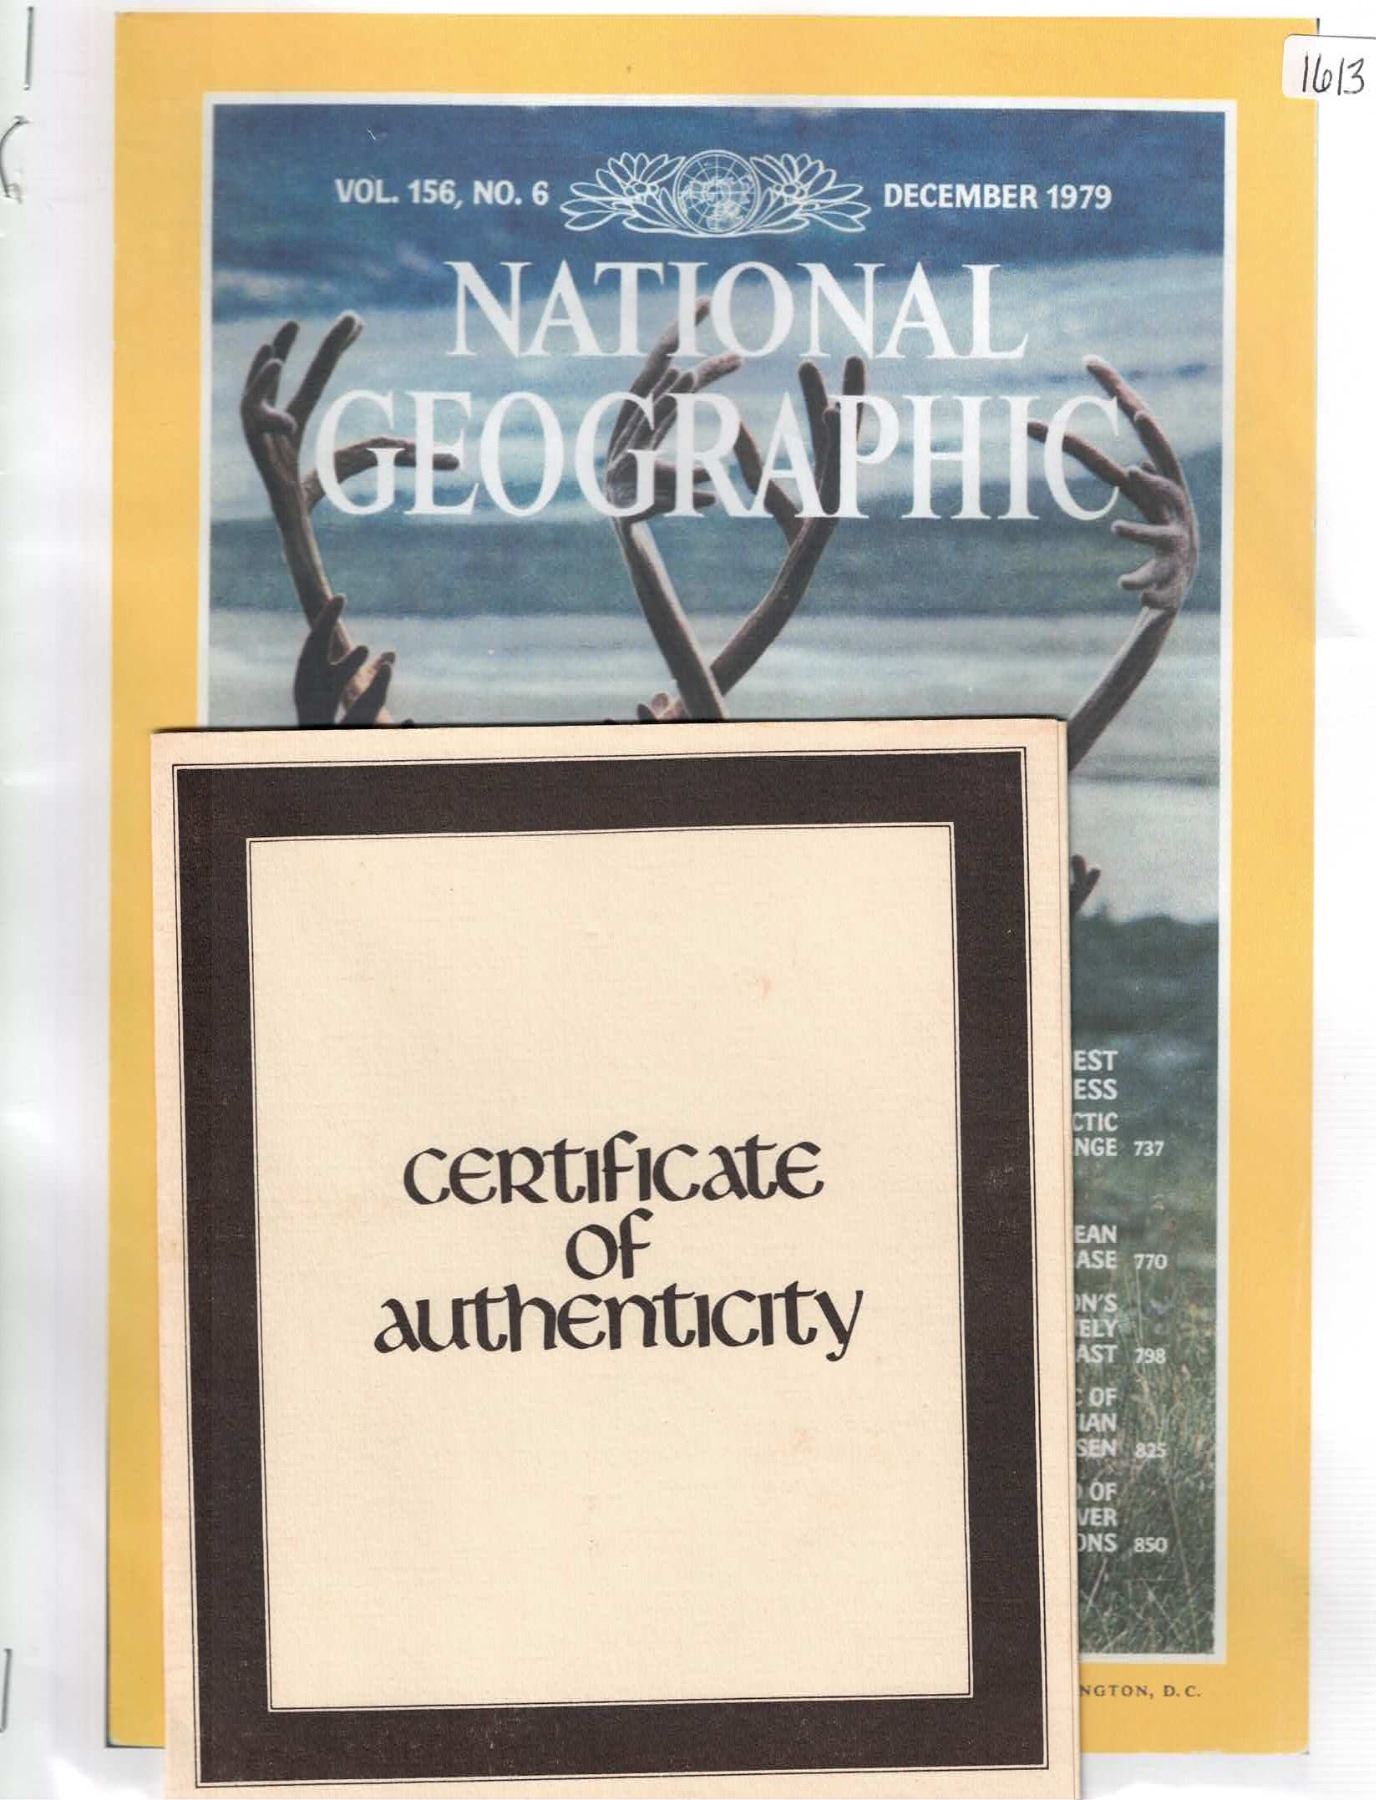 1613
VOL. 156, NO. 6
DECEMBER 1979
NATIONAL
GEOGRAPHIC
EST
ESS
CTIC
NGE 737
EAN
ASE 770
ON'S
ELY
AST 798
OF
IAN
SEN 825
OF
VER
ONS 850
NGTON, D.C.
CERTIFICATE
OF
AUTHENTICITY